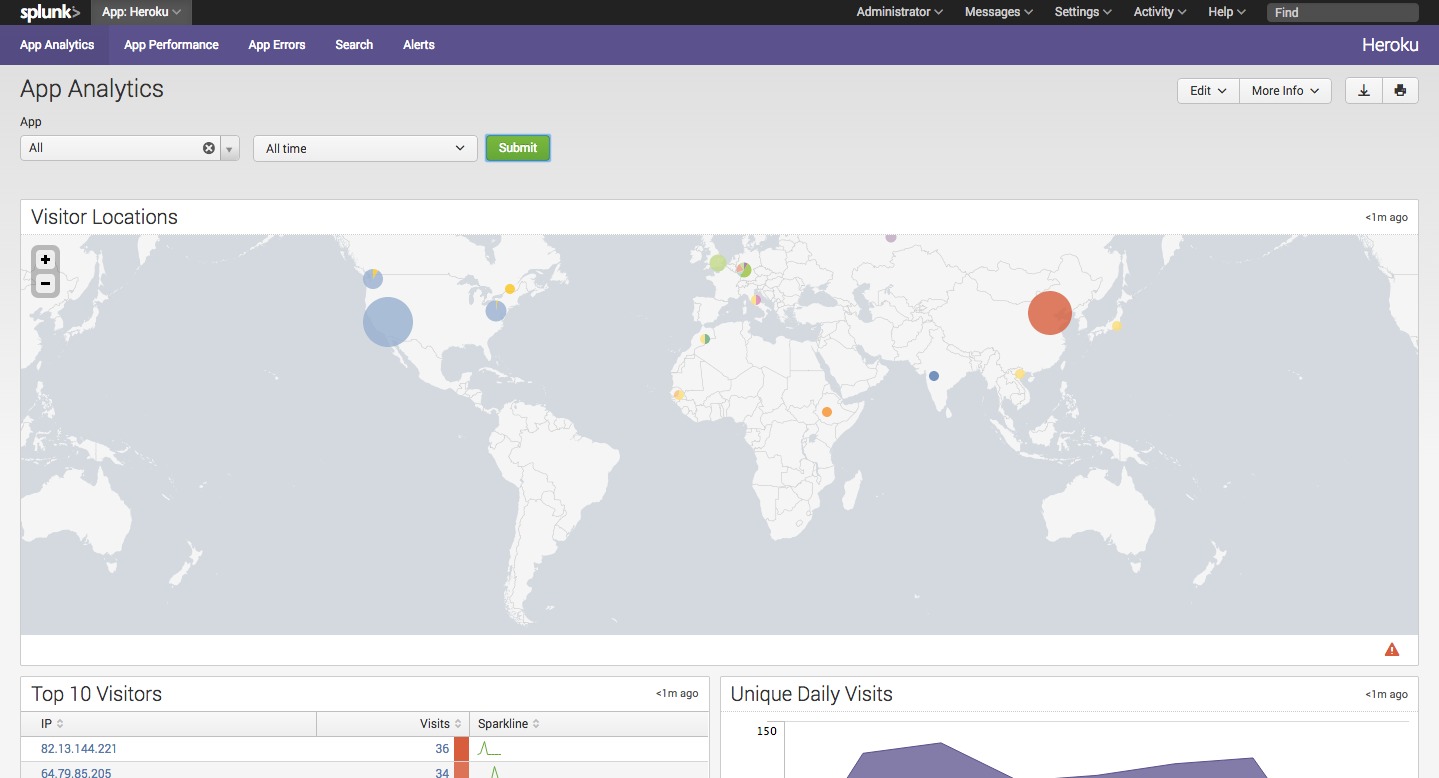 splunk> App: Heroku Administrator Messages Settings Activity Help Find
App Analytics App Performance App Errors Search Alerts Heroku
App Analytics Edit More Info
App
All All time Submit
Visitor Locations <1m ago
+
−
Top 10 Visitors <1m ago
IP Visits Sparkline
82.13.144.221 36
64.79.85.205 34
Unique Daily Visits <1m ago
150